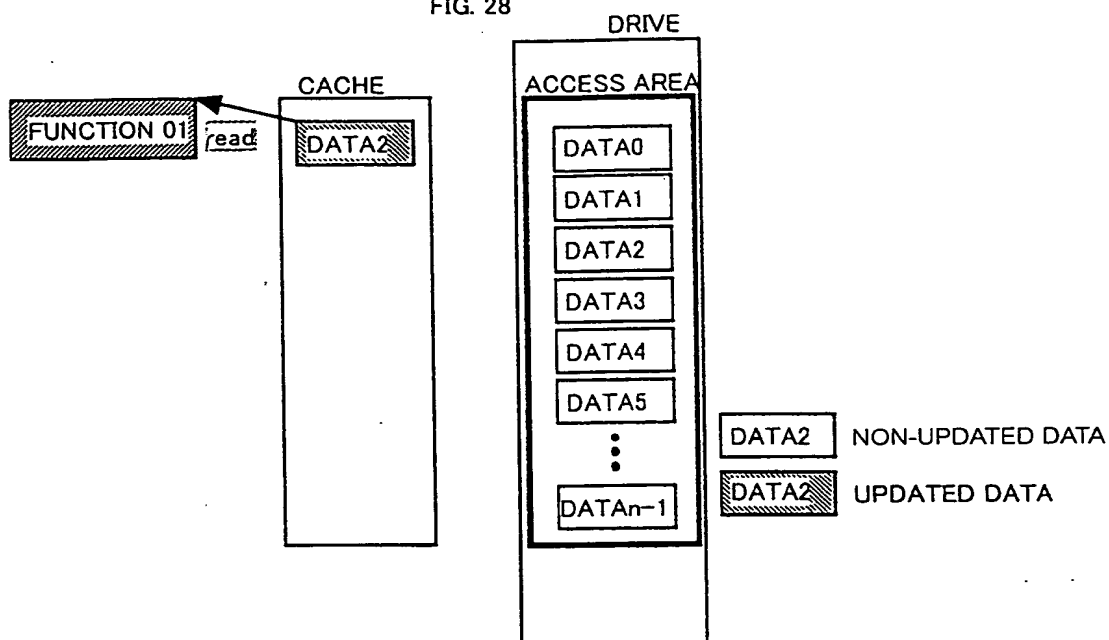 FIG. 28
DRIVE
CACHE
ACCESS AREA
FUNCTION 01
read
DATA2
DATA0
DATA1
DATA2
DATA3
DATA4
DATA5
DATAn-1
DATA2 NON-UPDATED DATA
DATA2 UPDATED DATA